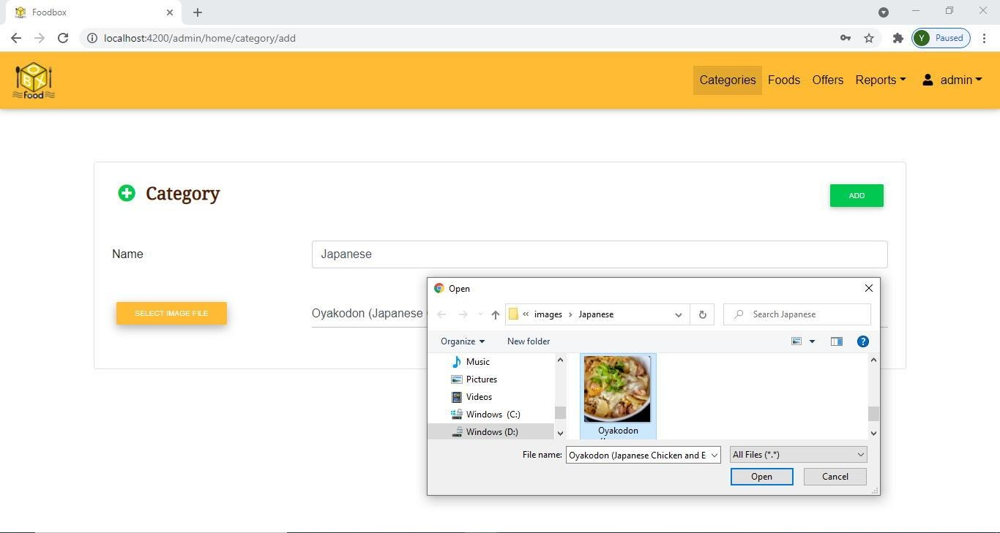 Foodbox
localhost:4200/admin/home/category/add
Y Paused
OBX
Food
Categories Foods Offers Reports admin
Category
ADD
Name Japanese
SELECT IMAGE FILE Oyakodon (Japanese
Open
« images › Japanese
Search Japanese
Organize New folder
?
Music
Pictures
Videos
Windows (C:)
Windows (D:)
Oyakodon
File name: Oyakodon (Japanese Chicken and E
All Files (*.*)
Open Cancel